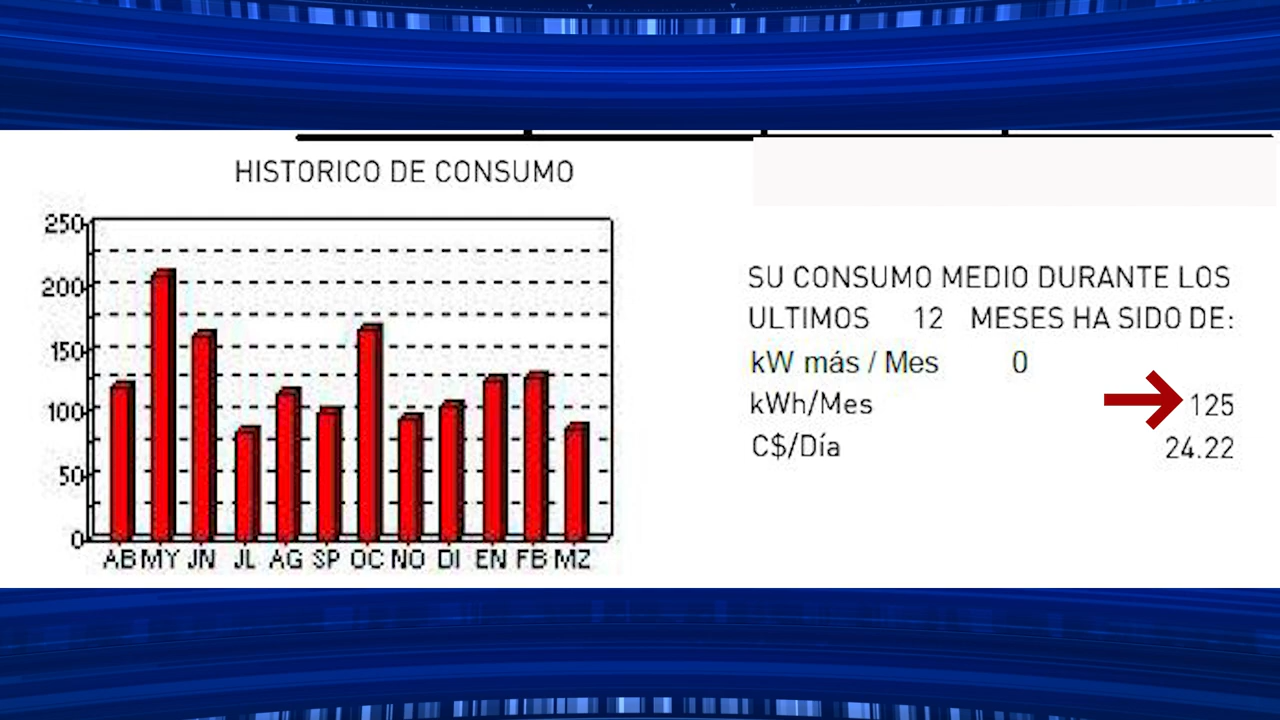 HISTORICO DE CONSUMO
250
200
150
100
50
0
AB MY JN JL AG SP OC NO DI EN FB MZ
SU CONSUMO MEDIO DURANTE LOS
ULTIMOS 12 MESES HA SIDO DE:
kW más / Mes 0
kWh/Mes 125
C$/Día 24.22